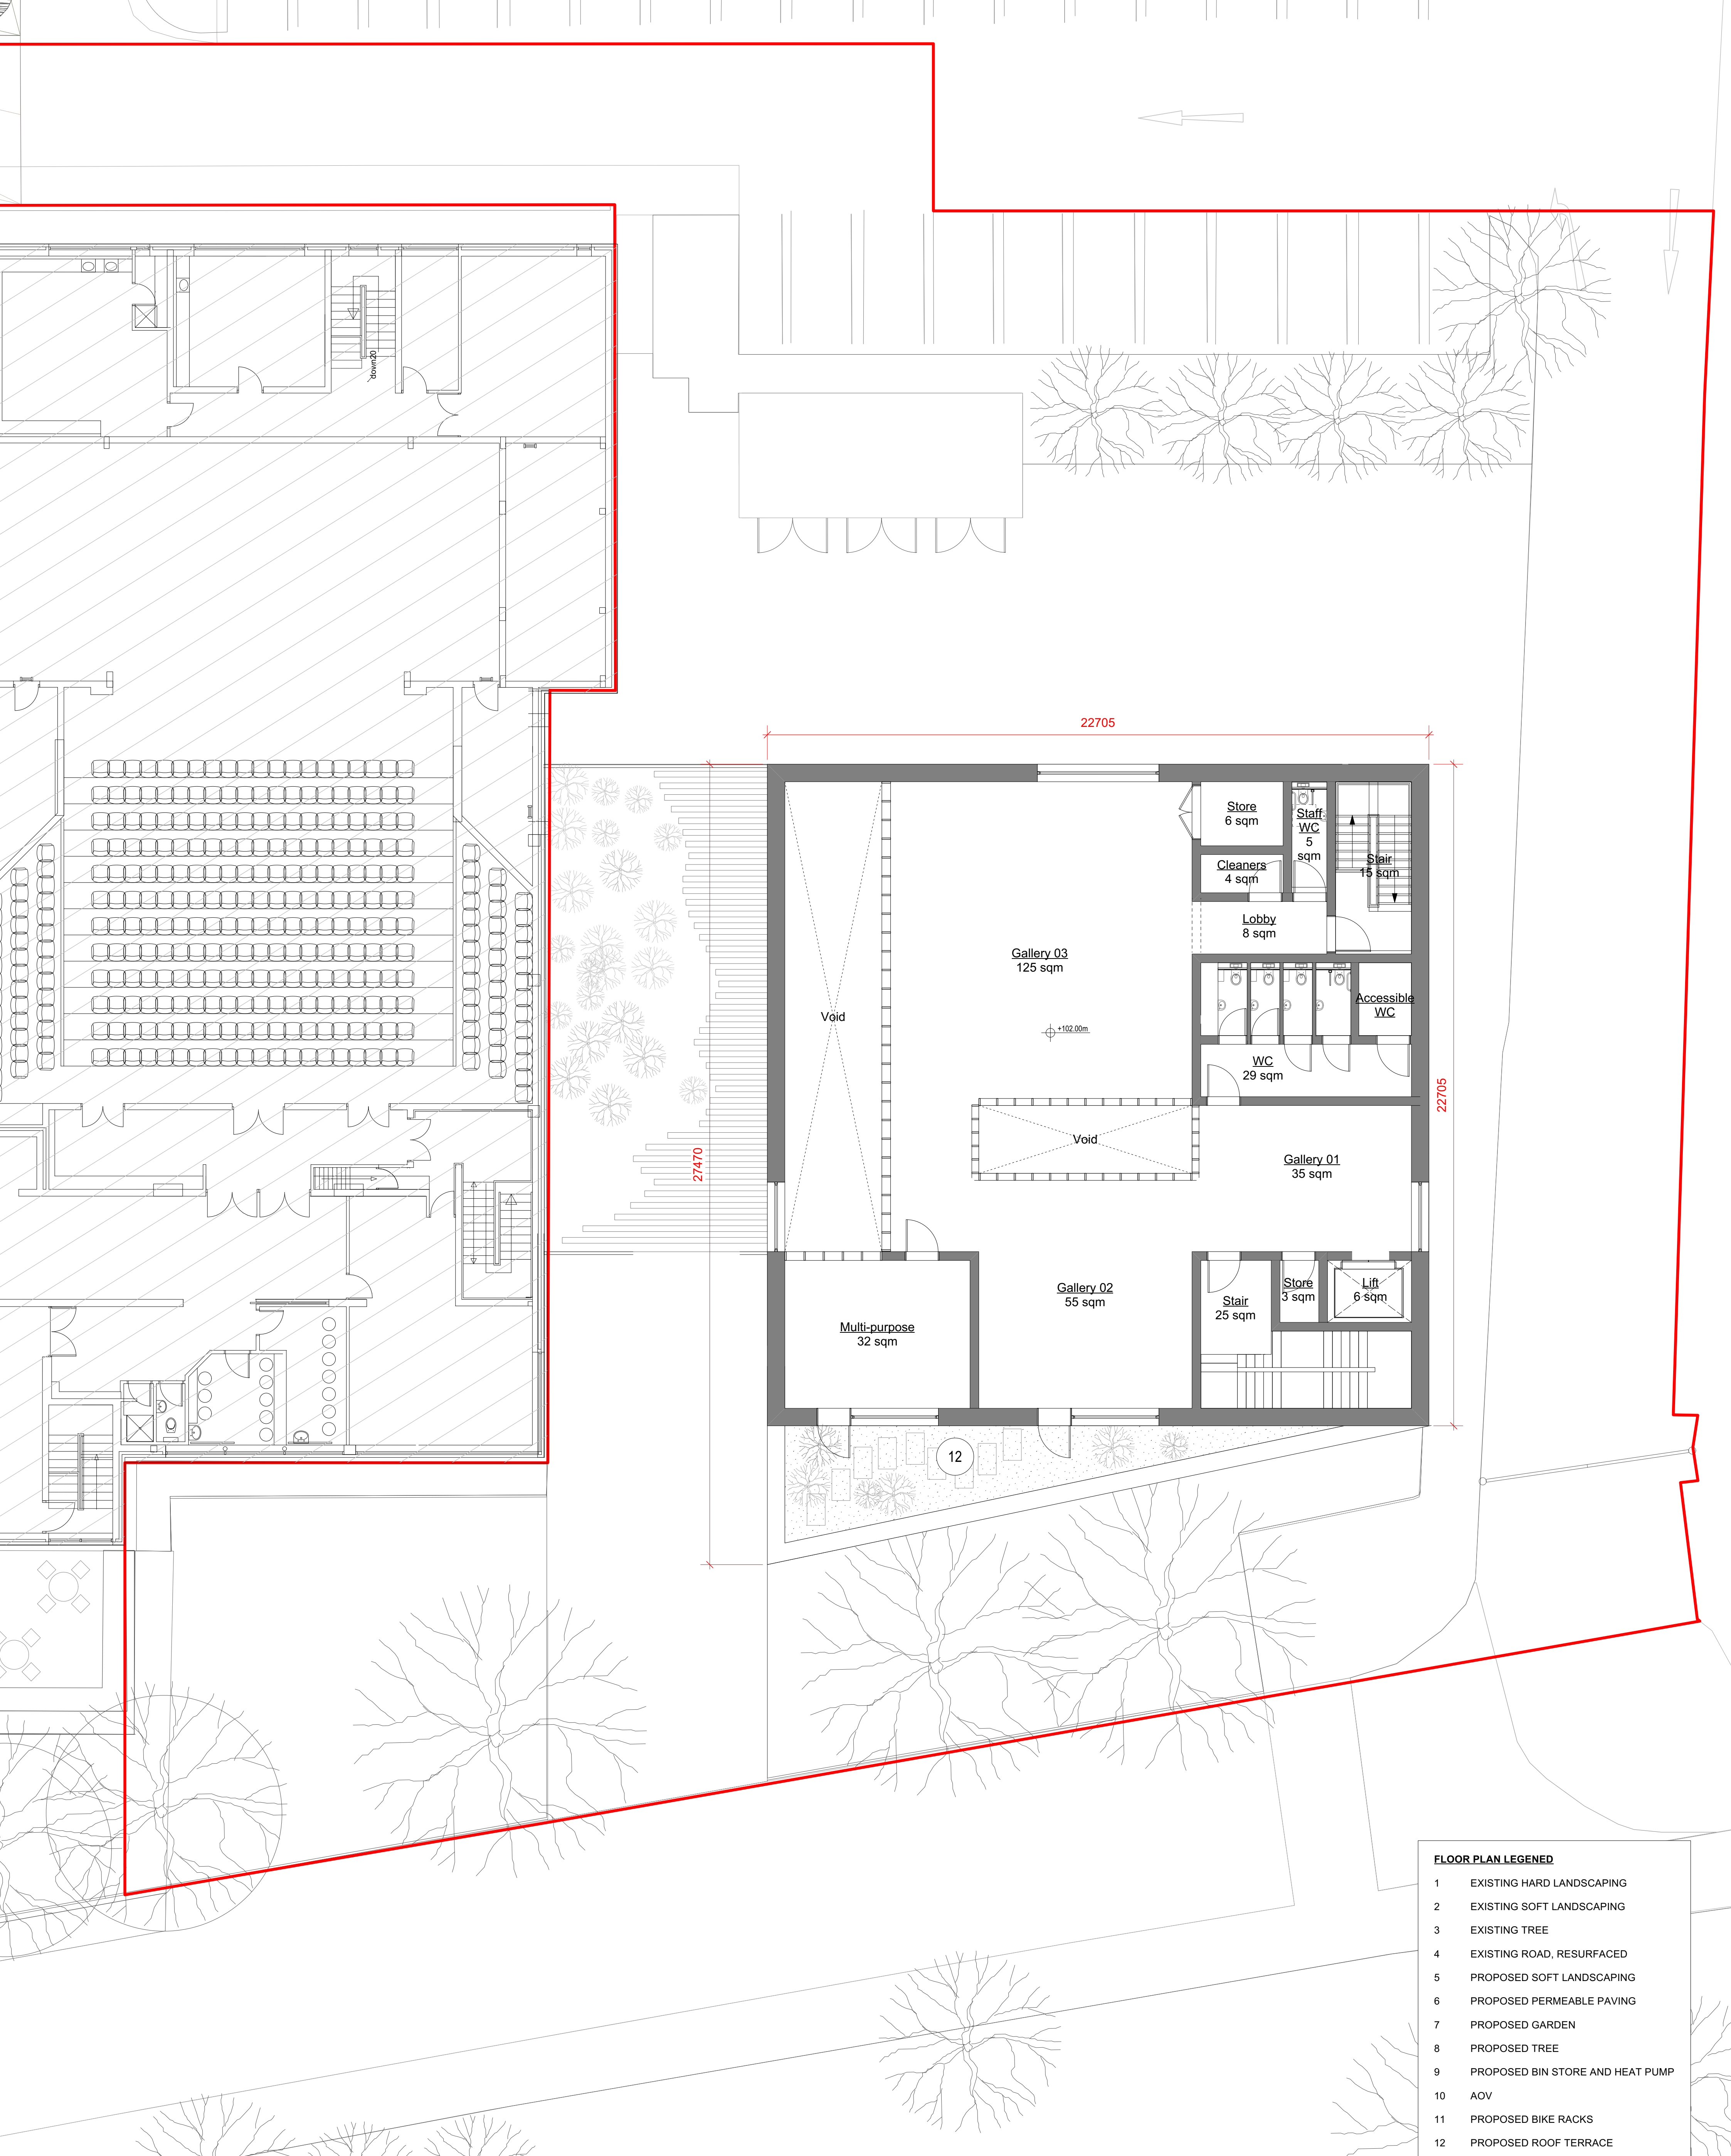 down20
22705
Store
6 sqm
Staff
WC
5
sqm
Cleaners
4 sqm
Stair
15 sqm
Lobby
8 sqm
Gallery 03
125 sqm
Void
+102.00m
Accessible
WC
WC
29 sqm
22705
27470
Void
Gallery 01
35 sqm
Gallery 02
55 sqm
Store
3 sqm
Lift
6 sqm
Stair
25 sqm
Multi-purpose
32 sqm
12
FLOOR PLAN LEGENED
1 EXISTING HARD LANDSCAPING
2 EXISTING SOFT LANDSCAPING
3 EXISTING TREE
4 EXISTING ROAD, RESURFACED
5 PROPOSED SOFT LANDSCAPING
6 PROPOSED PERMEABLE PAVING
7 PROPOSED GARDEN
8 PROPOSED TREE
9 PROPOSED BIN STORE AND HEAT PUMP
10 AOV
11 PROPOSED BIKE RACKS
12 PROPOSED ROOF TERRACE